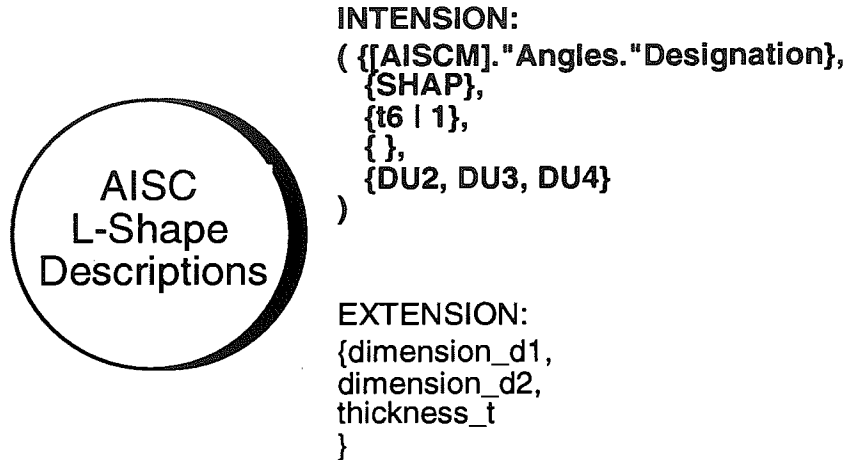 AISC
L-Shape
Descriptions
INTENSION:
( {[AISCM]."Angles."Designation},
{SHAP},
{t6 | 1},
{ },
{DU2, DU3, DU4}
)
EXTENSION:
{dimension_d1,
dimension_d2,
thickness_t
}